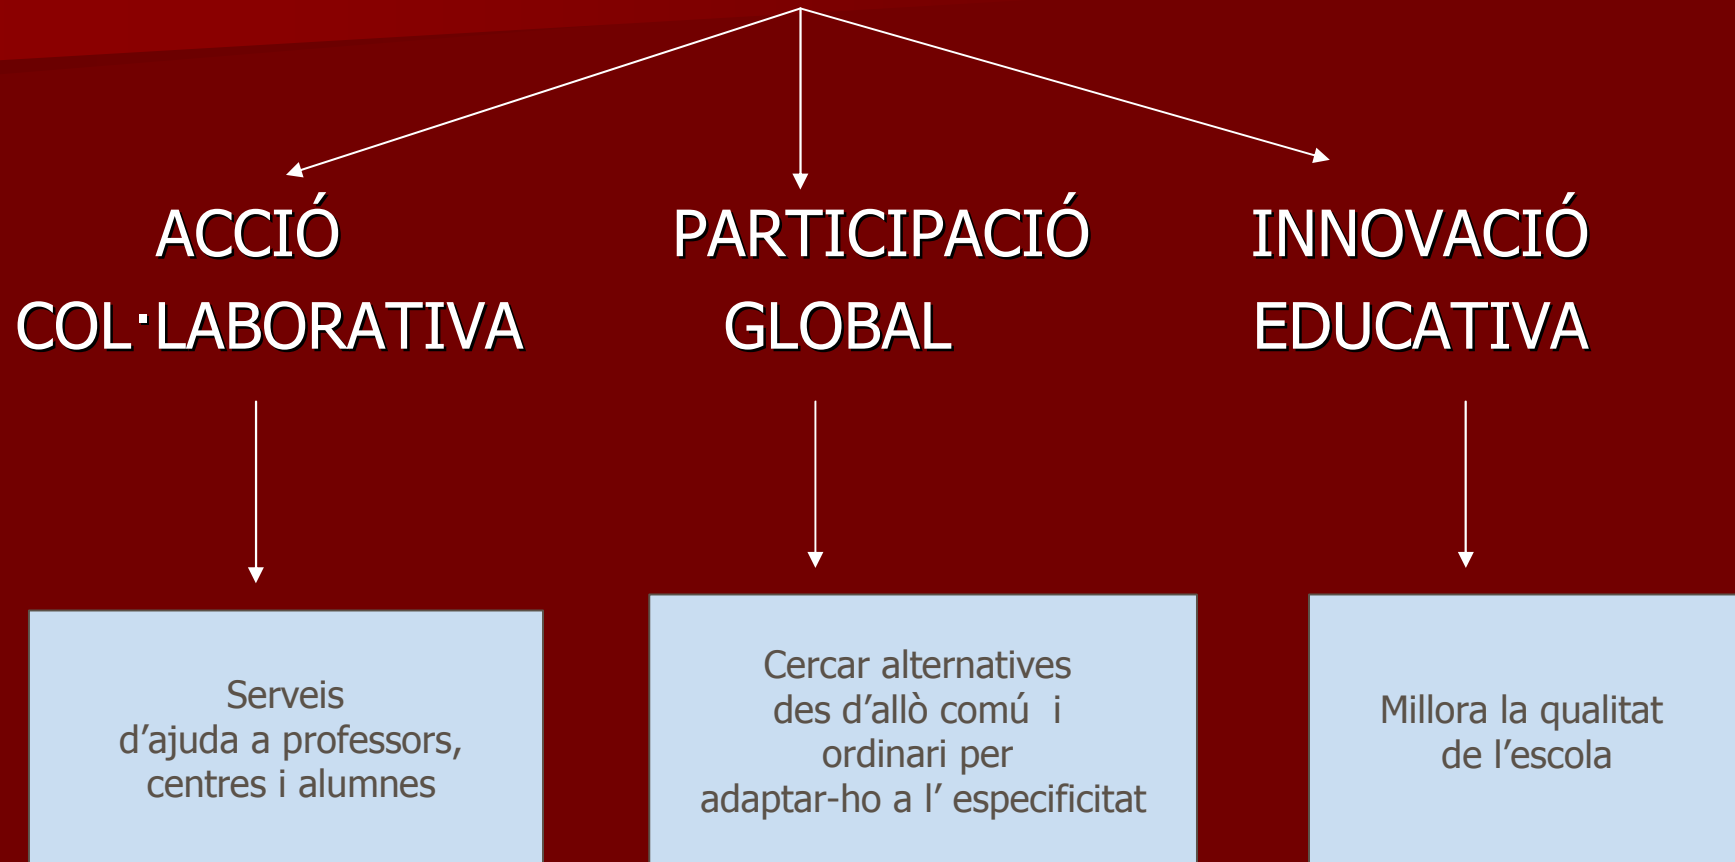 ACCIÓ
COL·LABORATIVA
PARTICIPACIÓ
GLOBAL
INNOVACIÓ
EDUCATIVA
Serveis
d’ajuda a professors,
centres i alumnes
Cercar alternatives
des d’allò comú  i
ordinari per
adaptar-ho a l’ especificitat
Millora la qualitat
de l’escola